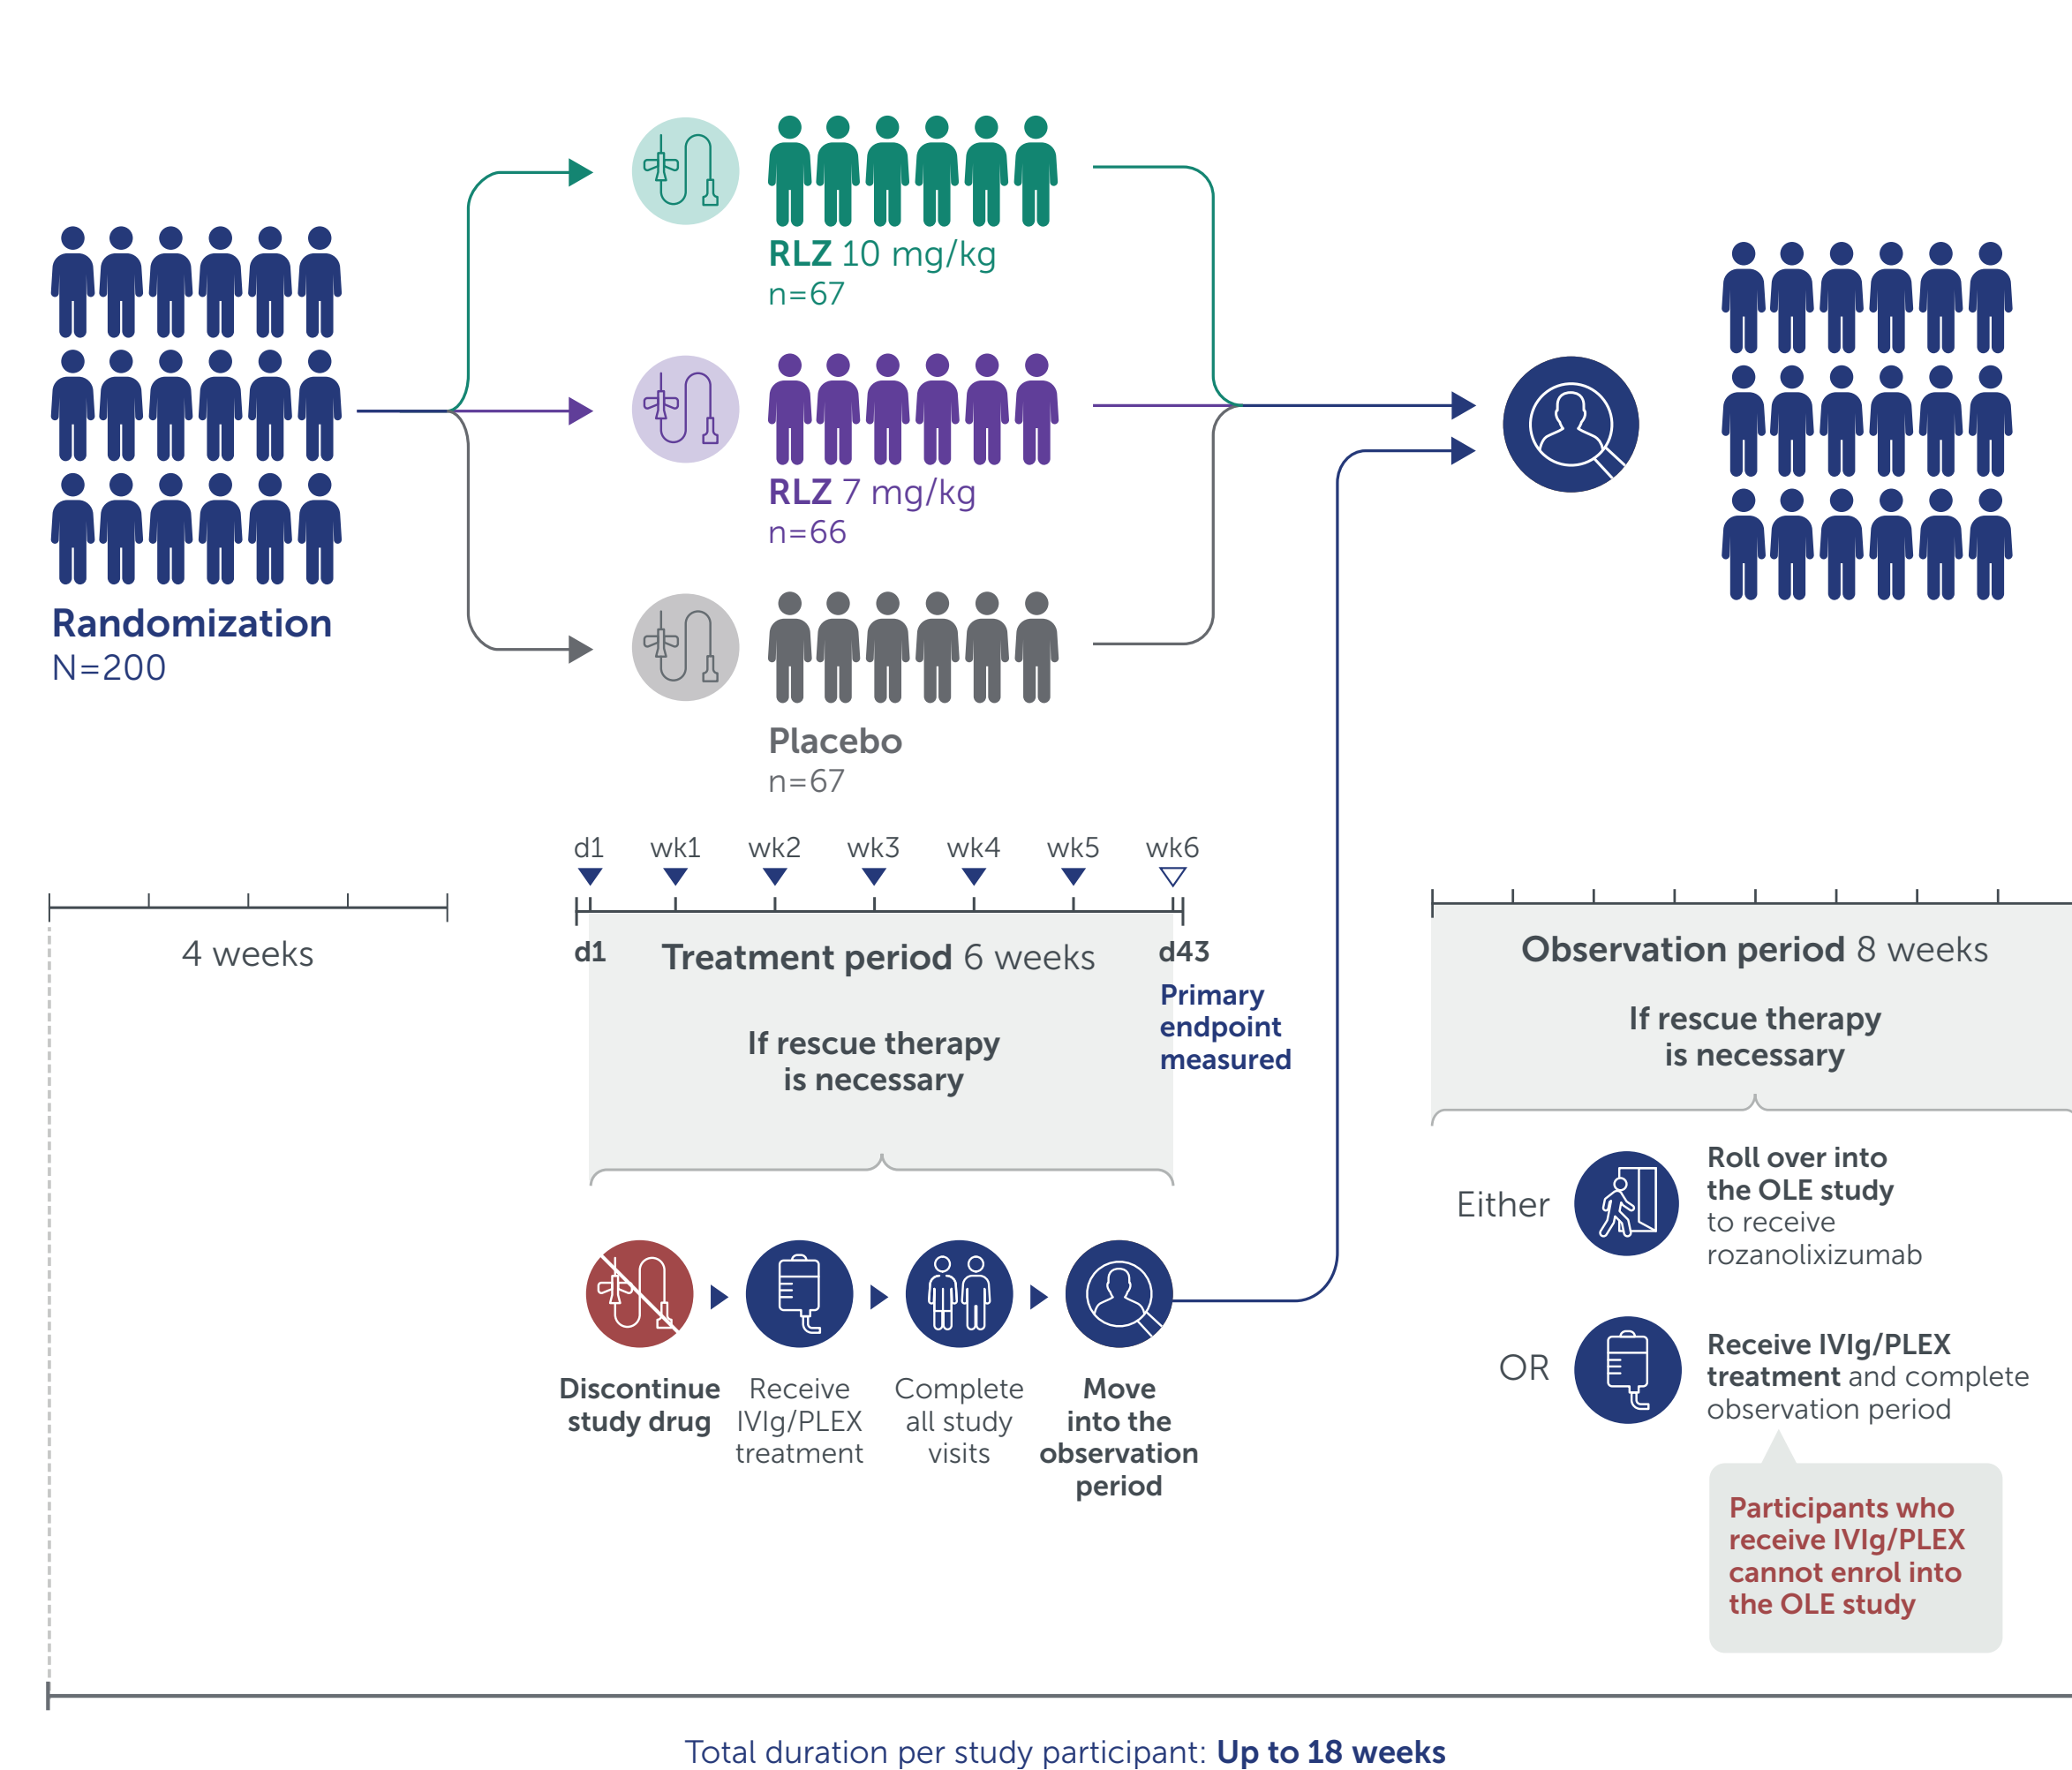 RLZ 10 mg/kg
n=67
RLZ 7 mg/kg
n=66
Randomization
N=200
Placebo
n=67
d1 wk1 wk2 wk3 wk4 wk5 wk6
4 weeks
d1 Treatment period 6 weeks d43
Primary
endpoint
measured
If rescue therapy
is necessary
Observation period 8 weeks
If rescue therapy
is necessary
Discontinue
study drug
Receive
IVIg/PLEX
treatment
Complete
all study
visits
Move
into the
observation
period
Either
Roll over into
the OLE study
to receive
rozanolixizumab
OR
Receive IVIg/PLEX
treatment and complete
observation period
Participants who
receive IVIg/PLEX
cannot enrol into
the OLE study
Total duration per study participant: Up to 18 weeks